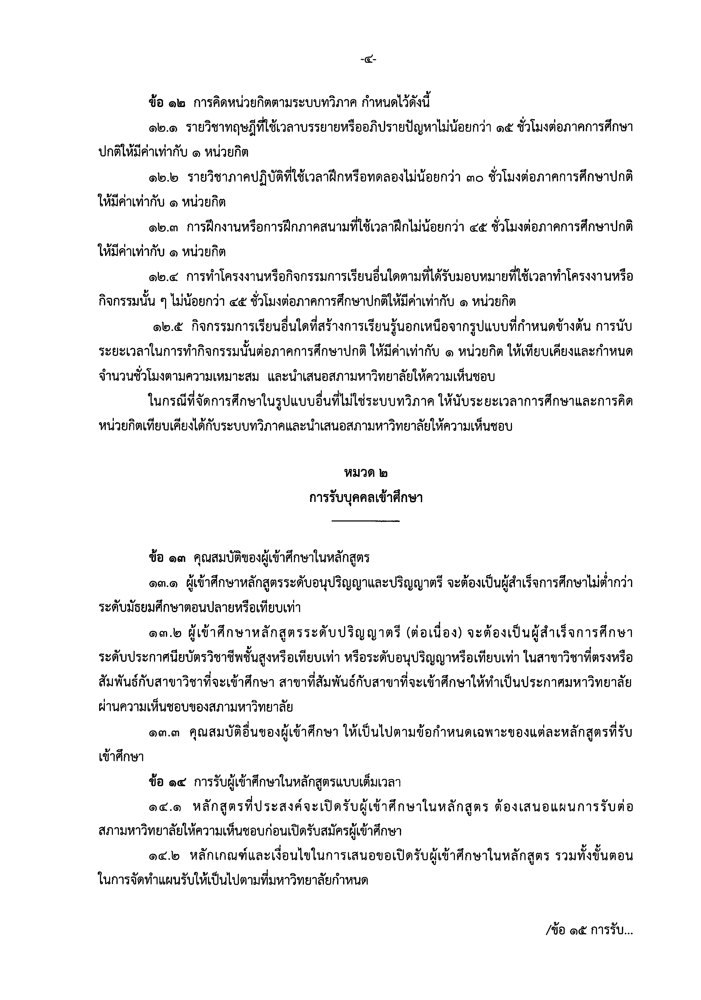 -๔-
ข้อ ๑๒ การคิดหน่วยกิตตามระบบทวิภาค กำหนดไว้ดังนี้
๑๒.๑ รายวิชาทฤษฎีที่ใช้เวลาบรรยายหรืออภิปรายปัญหาไม่น้อยกว่า ๑๕ ชั่วโมงต่อภาคการศึกษา
ปกติให้มีค่าเท่ากับ ๑ หน่วยกิต
๑๒.๒ รายวิชาภาคปฏิบัติที่ใช้เวลาฝึกหรือทดลองไม่น้อยกว่า ๓๐ ชั่วโมงต่อภาคการศึกษาปกติ
ให้มีค่าเท่ากับ ๑ หน่วยกิต
๑๒.๓ การฝึกงานหรือการฝึกภาคสนามที่ใช้เวลาฝึกไม่น้อยกว่า ๔๕ ชั่วโมงต่อภาคการศึกษาปกติ
ให้มีค่าเท่ากับ ๑ หน่วยกิต
๑๒.๔ การทำโครงงานหรือกิจกรรมการเรียนอื่นใดตามที่ได้รับมอบหมายที่ใช้เวลาทำโครงงานหรือ
กิจกรรมนั้น ๆ ไม่น้อยกว่า ๔๕ ชั่วโมงต่อภาคการศึกษาปกติให้มีค่าเท่ากับ ๑ หน่วยกิต
๑๒.๕ กิจกรรมการเรียนอื่นใดที่สร้างการเรียนรู้นอกเหนือจากรูปแบบที่กำหนดข้างต้น การนับ
ระยะเวลาในการทำกิจกรรมนั้นต่อภาคการศึกษาปกติ ให้มีค่าเท่ากับ ๑ หน่วยกิต ให้เทียบเคียงและกำหนด
จำนวนชั่วโมงตามความเหมาะสม และนำเสนอสภามหาวิทยาลัยให้ความเห็นชอบ
ในกรณีที่จัดการศึกษาในรูปแบบอื่นที่ไม่ใช่ระบบทวิภาค ให้นับระยะเวลาการศึกษาและการคิด
หน่วยกิตเทียบเคียงได้กับระบบทวิภาคและนำเสนอสภามหาวิทยาลัยให้ความเห็นชอบ
หมวด ๒
การรับบุคคลเข้าศึกษา
ข้อ ๑๓ คุณสมบัติของผู้เข้าศึกษาในหลักสูตร
๑๓.๑ ผู้เข้าศึกษาหลักสูตรระดับอนุปริญญาและปริญญาตรี จะต้องเป็นผู้สำเร็จการศึกษาไม่ต่ำกว่า
ระดับมัธยมศึกษาตอนปลายหรือเทียบเท่า
๑๓.๒ ผู้เข้าศึกษาหลักสูตรระดับปริญญาตรี (ต่อเนื่อง) จะต้องเป็นผู้สำเร็จการศึกษา
ระดับประกาศนียบัตรวิชาชีพชั้นสูงหรือเทียบเท่า หรือระดับอนุปริญญาหรือเทียบเท่า ในสาขาวิชาที่ตรงหรือ
สัมพันธ์กับสาขาวิชาที่จะเข้าศึกษา สาขาที่สัมพันธ์กับสาขาที่จะเข้าศึกษาให้ทำเป็นประกาศมหาวิทยาลัย
ผ่านความเห็นชอบของสภามหาวิทยาลัย
๑๓.๓ คุณสมบัติอื่นของผู้เข้าศึกษา ให้เป็นไปตามข้อกำหนดเฉพาะของแต่ละหลักสูตรที่รับ
เข้าศึกษา
ข้อ ๑๔ การรับผู้เข้าศึกษาในหลักสูตรแบบเต็มเวลา
๑๔.๑ หลักสูตรที่ประสงค์จะเปิดรับผู้เข้าศึกษาในหลักสูตร ต้องเสนอแผนการรับต่อ
สภามหาวิทยาลัยให้ความเห็นชอบก่อนเปิดรับสมัครผู้เข้าศึกษา
๑๔.๒ หลักเกณฑ์และเงื่อนไขในการเสนอขอเปิดรับผู้เข้าศึกษาในหลักสูตร รวมทั้งขั้นตอน
ในการจัดทำแผนรับให้เป็นไปตามที่มหาวิทยาลัยกำหนด
/ข้อ ๑๕ การรับ...